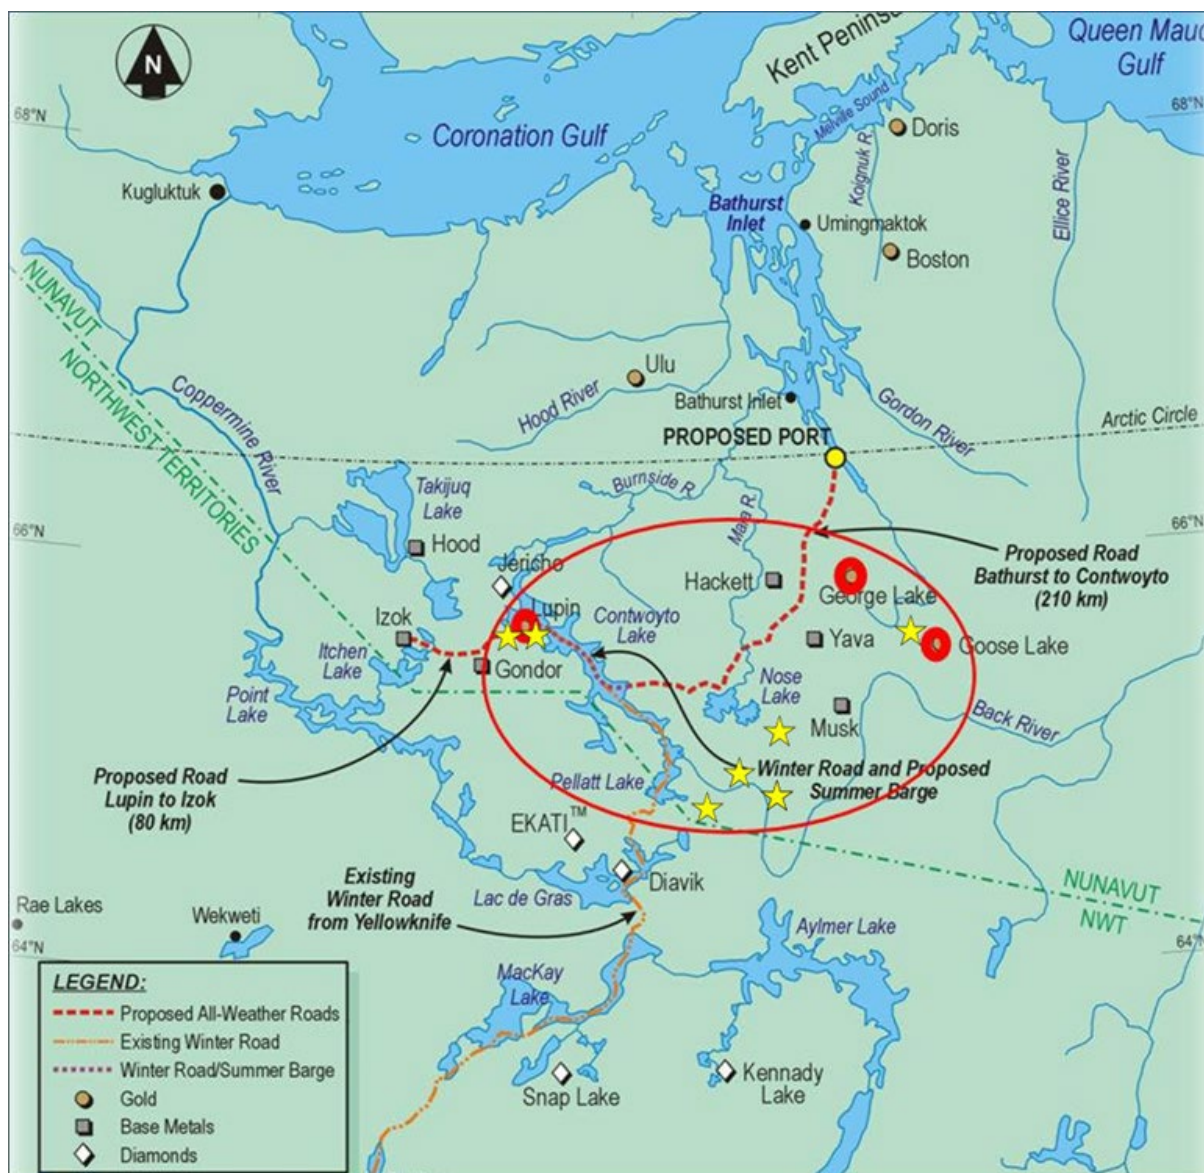 Queen Maud
Gulf
Kent Peninsu
N
68°N
68°N
Melville Sound
Coronation Gulf
Doris
Koignuk R.
Ellice River
Kugluktuk
Bathurst
Inlet
Umingmaktok
Boston
NUNAVUT
NORTHWEST TERRITORIES
Coppermine River
Ulu
Hood River
Bathurst Inlet
Gordon River
Arctic Circle
PROPOSED PORT
Burnside R.
Mara R.
Takijuq
Lake
66°N
66°N
Hood
Jericho
Hackett
Proposed Road
Bathurst to Contwoyto
(210 km)
George Lake
Izok
Lupin
Contwoyto
Lake
Yava
Goose Lake
Itchen
Lake
Gondor
Nose
Lake
Point
Lake
Musk
Back River
Proposed Road
Lupin to Izok
(80 km)
Pellatt Lake
Winter Road and Proposed
Summer Barge
EKATI™
Existing
Winter Road
from Yellowknife
Diavik
Lac de Gras
NUNAVUT
NWT
Rae Lakes
Wekweti
Aylmer Lake
64°N
64°N
MacKay
Lake
Snap Lake
Kennady
Lake
LEGEND:
Proposed All-Weather Roads
Existing Winter Road
Winter Road/Summer Barge
Gold
Base Metals
Diamonds